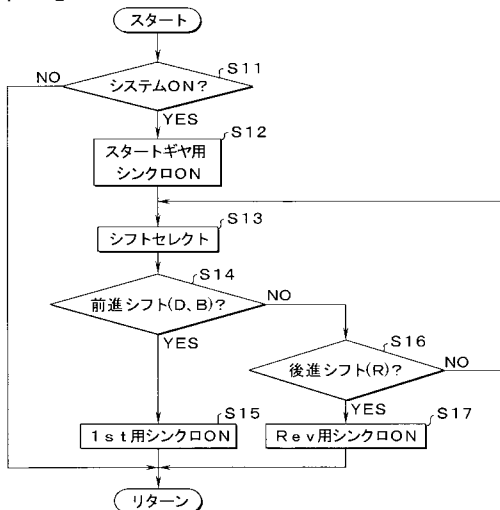 スタート
S11
NO
システムON?
YES
S12
スタートギヤ用
シンクロON
S13
シフトセレクト
S14
前進シフト(D、B)?
NO
YES
S16
後進シフト(R)?
NO
YES
S15
1st用シンクロON
S17
Rev用シンクロON
リターン